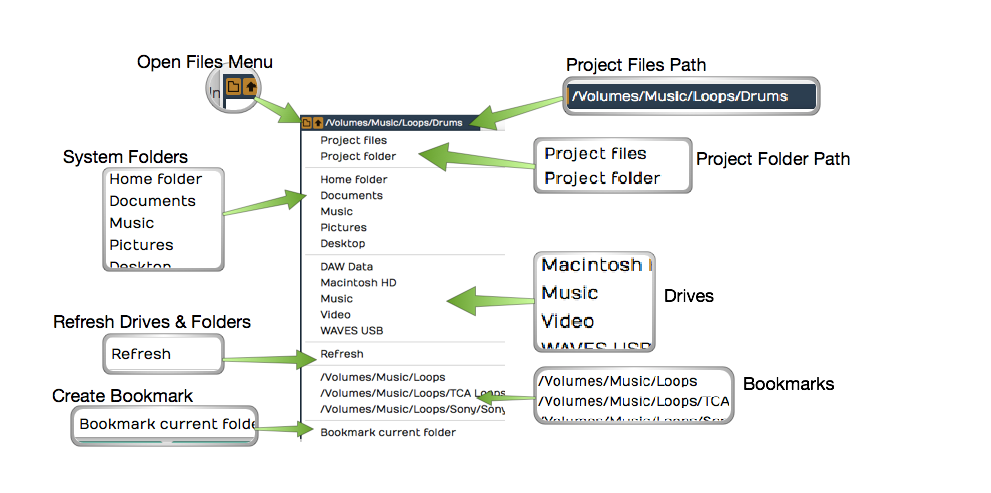 Open Files Menu
In
Project Files Path
/Volumes/Music/Loops/Drums
/Volumes/Music/Loops/Drums
Project files
Project folder
Project files
Project folder
Project Folder Path
System Folders
Home folder
Documents
Music
Pictures
Desktop
Home folder
Documents
Music
Pictures
Desktop
DAW Data
Macintosh HD
Music
Video
WAVES USB
Macintosh
Music
Video
WAVES USB
Drives
Refresh Drives & Folders
Refresh
Refresh
/Volumes/Music/Loops
/Volumes/Music/Loops/TCA Loops
/Volumes/Music/Loops/Sony/Sony
/Volumes/Music/Loops
/Volumes/Music/Loops/TCA
/Volumes/Music/Loops/Son
Bookmarks
Create Bookmark
Bookmark current folde
Bookmark current folder